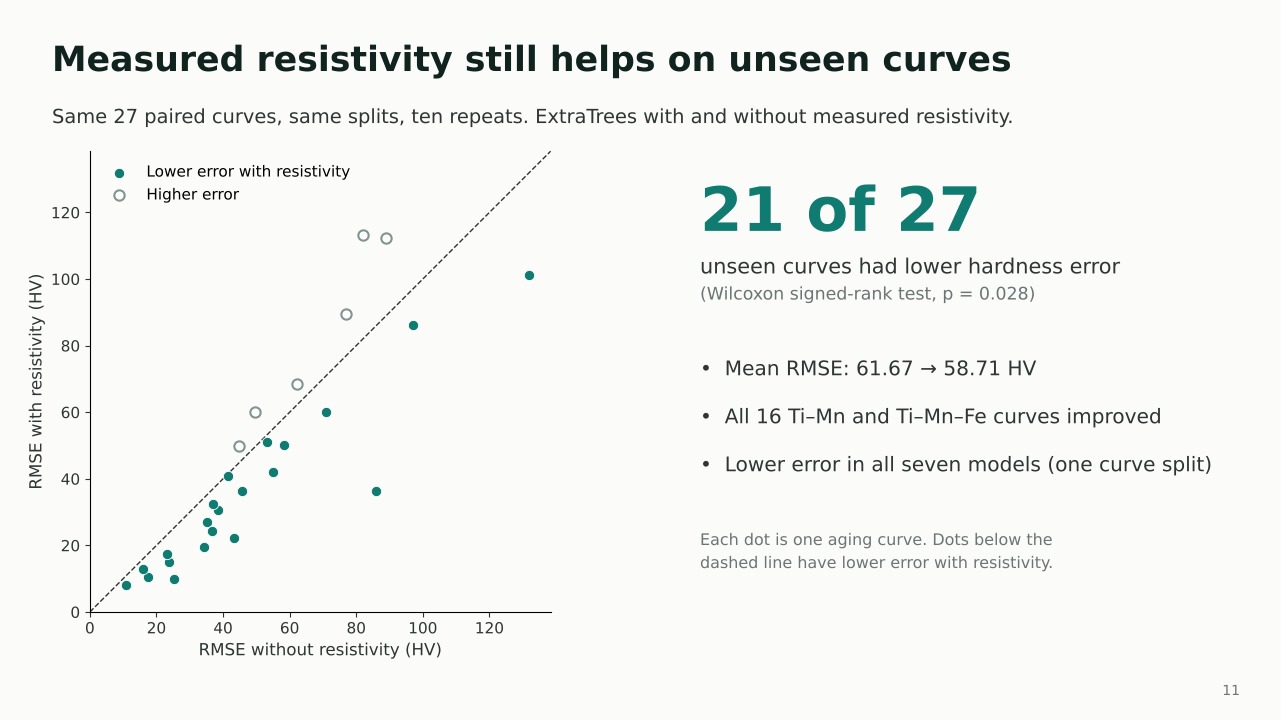 Measured resistivity still helps on unseen curves
Same 27 paired curves, same splits, ten repeats. ExtraTrees with and without measured resistivity.
Lower error with resistivity
Higher error
120
100
80
60
40
20
0
RMSE with resistivity (HV)
0 20 40 60 80 100 120
RMSE without resistivity (HV)
21 of 27
unseen curves had lower hardness error
(Wilcoxon signed-rank test, p = 0.028)
• Mean RMSE: 61.67 → 58.71 HV
• All 16 Ti–Mn and Ti–Mn–Fe curves improved
• Lower error in all seven models (one curve split)
Each dot is one aging curve. Dots below the
dashed line have lower error with resistivity.
11